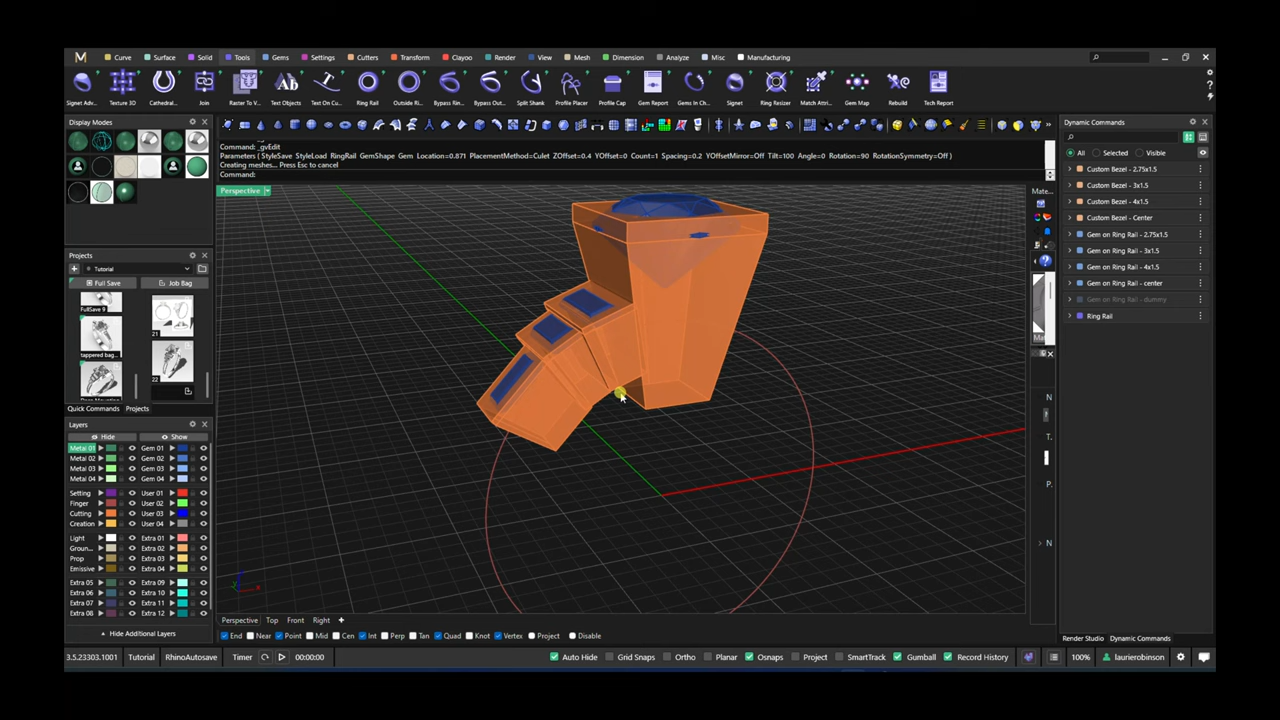 Curve Surface Solid Tools Gems Settings Cutters Transform Clayoo Render View Mesh Dimension Analyze Misc Manufacturing
Signet Adv... Texture 3D Cathedral... Join Raster To V... Test Objects Text On Cu... Ring Rail Outside Ri... Bypass Rin... Bypass Out... Split Shank Profile Placer Profile Cap Gem Report Gems In Ch... Signet Ring Resizer Match Attri... Gem Map Rebuild Tech Report
Display Modes
Command: _gvEdit
Parameters ( StyleSave StyleLoad RingRail GemShape Gem Location=0.871 PlacementMethod=Culet ZOffset=0.4 YOffset=0 Count=1 Spacing=0.2 YOffsetMirror=Off Tilt=100 Angle=0 Rotation=90 RotationSymmetry=Off )
Creating meshes... Press Esc to cancel
Command:
Perspective
Mate...
Dynamic Commands
All Selected Visible
Custom Bezel - 2.75x1.5
Custom Bezel - 3x1.5
Custom Bezel - 4x1.5
Custom Bezel - Center
Gem on Ring Rail - 2.75x1.5
Gem on Ring Rail - 3x1.5
Gem on Ring Rail - 4x1.5
Gem on Ring Rail - center
Gem on Ring Rail - dummy
Ring Rail
Projects
Tutorial
Full Save Job Bag
FullSave 9
21
tappered bag...
22
Quick Commands Projects
Layers
Hide Show
Metal 01 Gem 01
Metal 02 Gem 02
Metal 03 Gem 03
Metal 04 Gem 04
Setting User 01
Finger User 02
Cutting User 03
Creation User 04
Light Extra 01
Groun... Extra 02
Prop Extra 03
Emissive Extra 04
Extra 05 Extra 09
Extra 06 Extra 10
Extra 07 Extra 11
Extra 08 Extra 12
Hide Additional Layers
N
T.
P.
N
x
Perspective Top Front Right
End Near Point Mid Cen Int Perp Tan Quad Knot Vertex Project Disable
Render Studio Dynamic Commands
3.5.23303.1001 Tutorial RhinoAutosave Timer 00:00:00 Auto Hide Grid Snaps Ortho Planar Osnaps Project SmartTrack Gumball Record History 100% laurierobinson